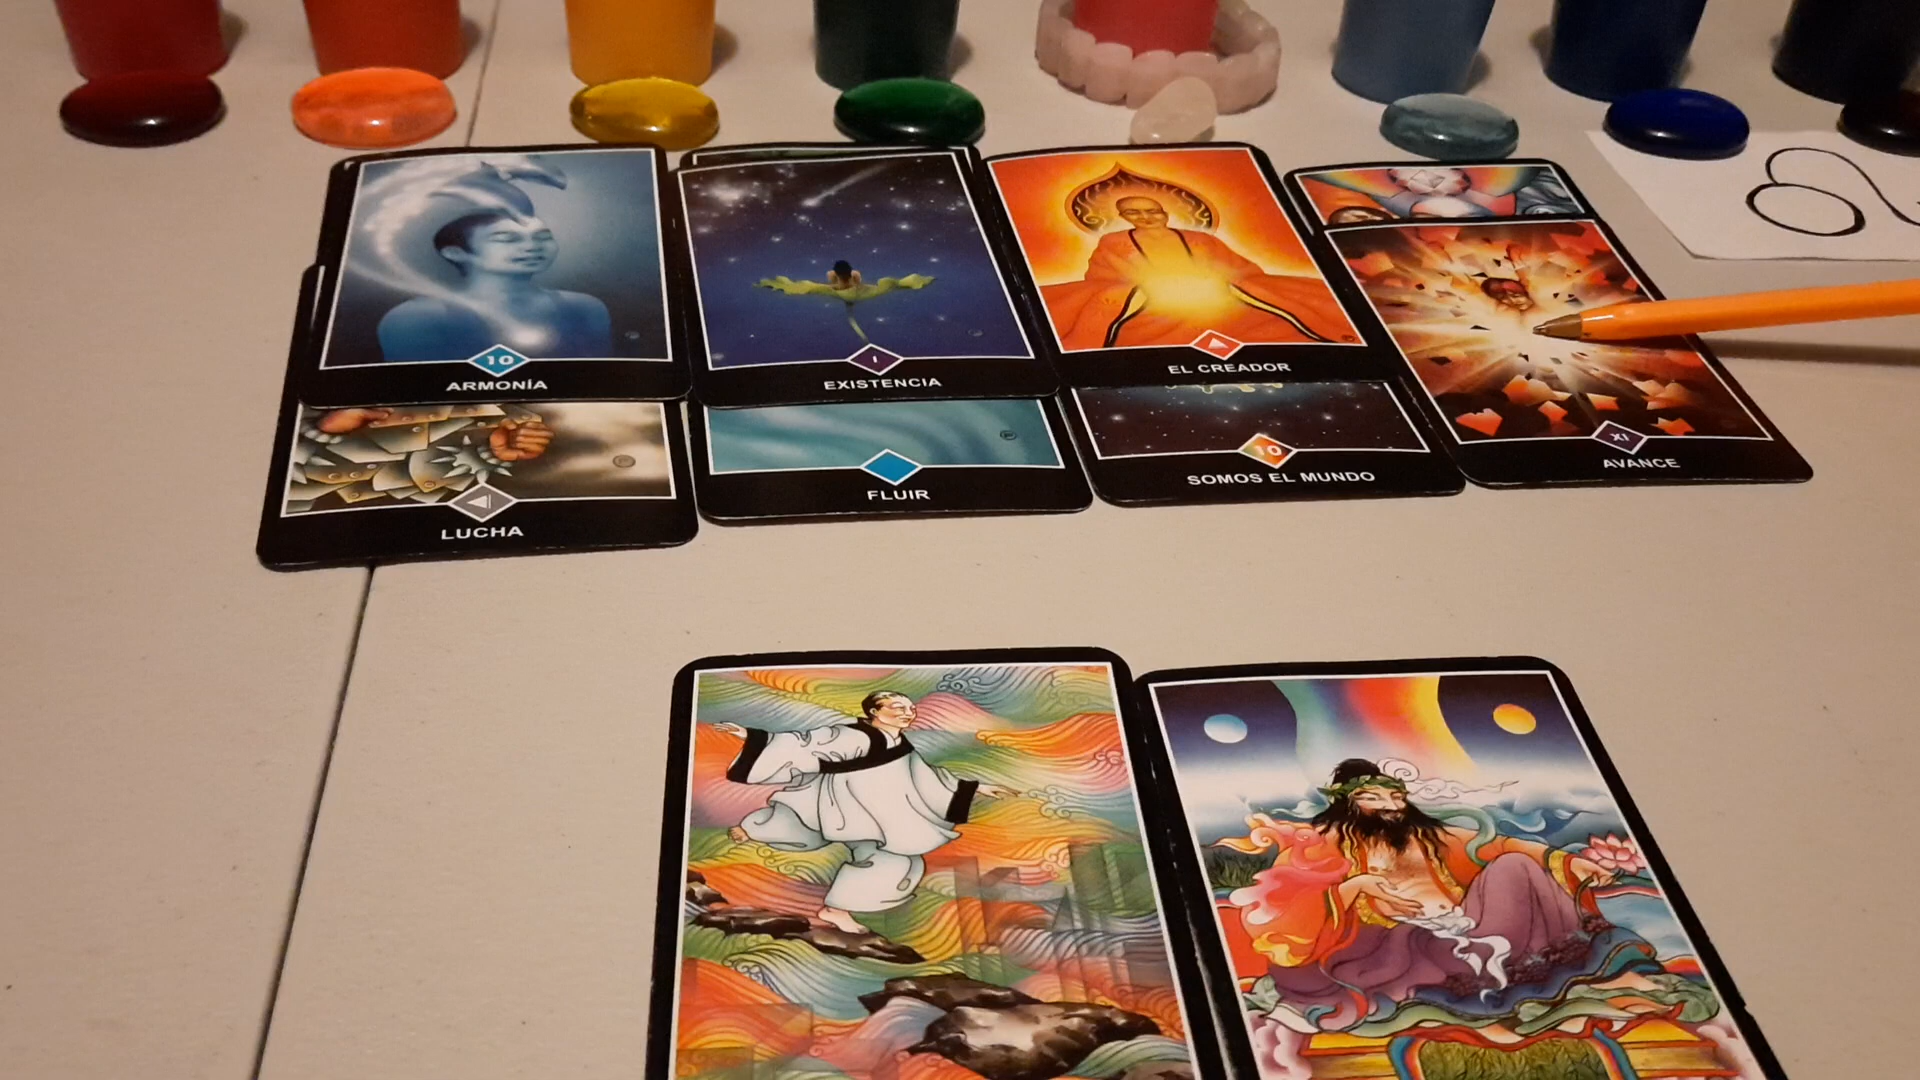 10
ARMONÍA
I
EXISTENCIA
EL CREADOR
LUCHA
FLUIR
10
SOMOS EL MUNDO
XI
AVANCE